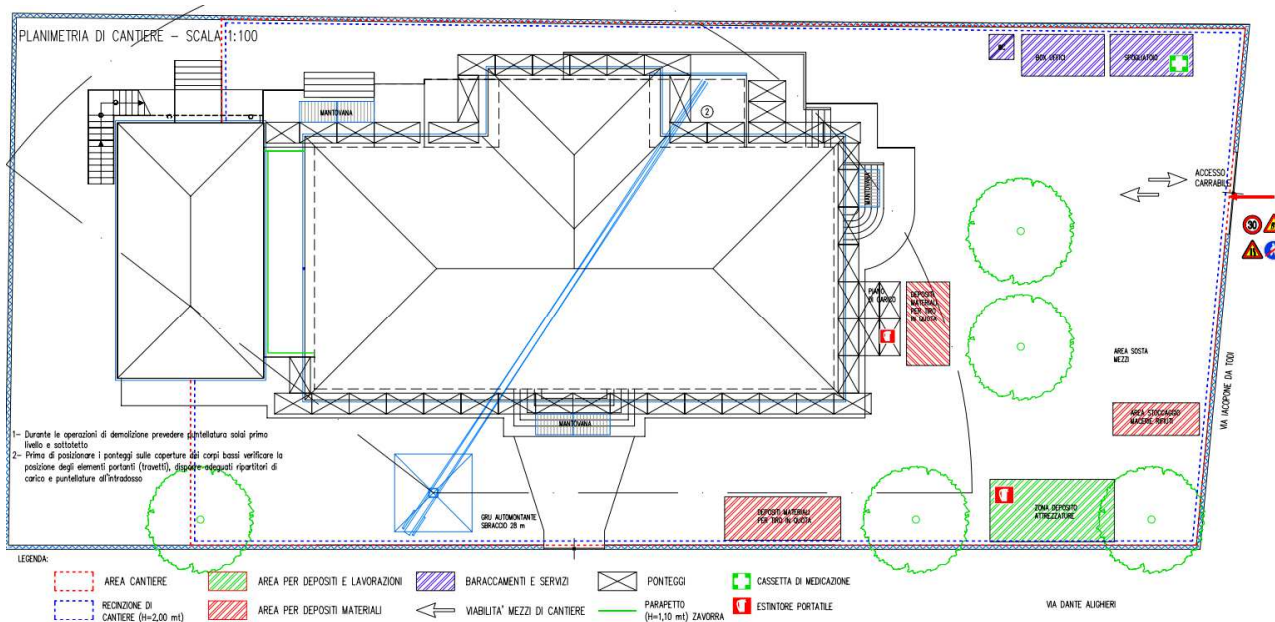 PLANIMETRIA DI CANTIERE - SCALA 1:100
WC
BOX UFFICI
SPOGLIATOIO
MANTOVANA
2
ACCESSO
CARRABILE
30
MANTOVANA
PIANO
DI CARICO
DEPOSITI
MATERIALI
PER TIRO
IN QUOTA
AREA SOSTA
MEZZI
VIA IACOPONE DA TODI
AREA STOCCAGGIO
MACERIE RIFIUTI
MANTOVANA
1- Durante le operazioni di demolizione prevedere puntellatura solai primo
livello e sottotetto
2- Prima di posizionare i ponteggi sulle coperture dei corpi bassi verificare la
posizione degli elementi portanti (travetti), disporre adeguati ripartitori di
carico e puntellature all'intradosso
GRU AUTOMONTANTE
SBRACCIO 28 m
DEPOSITI MATERIALI
PER TIRO IN QUOTA
ZONA DEPOSITO
ATTREZZATURE
LEGENDA:
AREA CANTIERE
AREA PER DEPOSITI E LAVORAZIONI
BARACCAMENTI E SERVIZI
PONTEGGI
CASSETTA DI MEDICAZIONE
RECINZIONE DI
CANTIERE (H=2,00 mt)
AREA PER DEPOSITI MATERIALI
VIABILITA' MEZZI DI CANTIERE
PARAPETTO
(H=1,10 mt) ZAVORRA
ESTINTORE PORTATILE
VIA DANTE ALIGHIERI